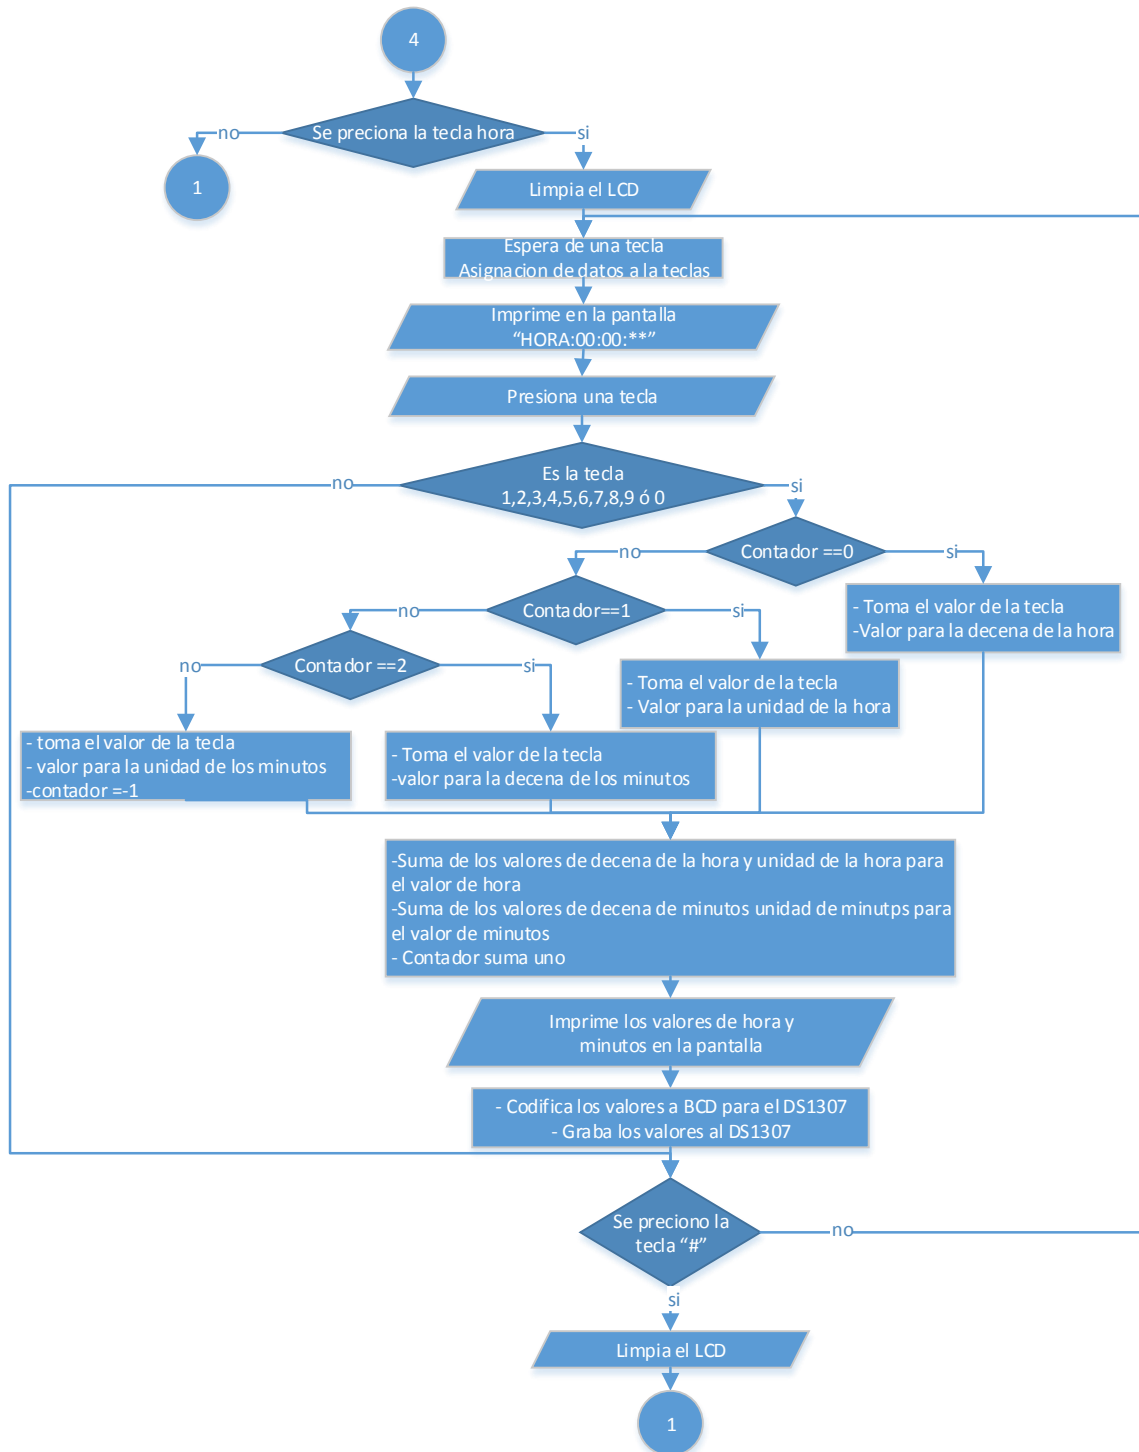 4
Se preciona la tecla hora
no
si
1
Limpia el LCD
Espera de una tecla
Asignacion de datos a la teclas
Imprime en la pantalla
“HORA:00:00:**”
Presiona una tecla
Es la tecla
1,2,3,4,5,6,7,8,9 ó 0
no
si
Contador ==0
no
si
- Toma el valor de la tecla
-Valor para la decena de la hora
Contador==1
no
si
- Toma el valor de la tecla
- Valor para la unidad de la hora
Contador ==2
no
si
- toma el valor de la tecla
- valor para la unidad de los minutos
-contador =-1
- Toma el valor de la tecla
-valor para la decena de los minutos
-Suma de los valores de decena de la hora y unidad de la hora para
el valor de hora
-Suma de los valores de decena de minutos unidad de minutps para
el valor de minutos
- Contador suma uno
Imprime los valores de hora y
minutos en la pantalla
- Codifica los valores a BCD para el DS1307
- Graba los valores al DS1307
Se preciono la
tecla “#”
no
si
Limpia el LCD
1